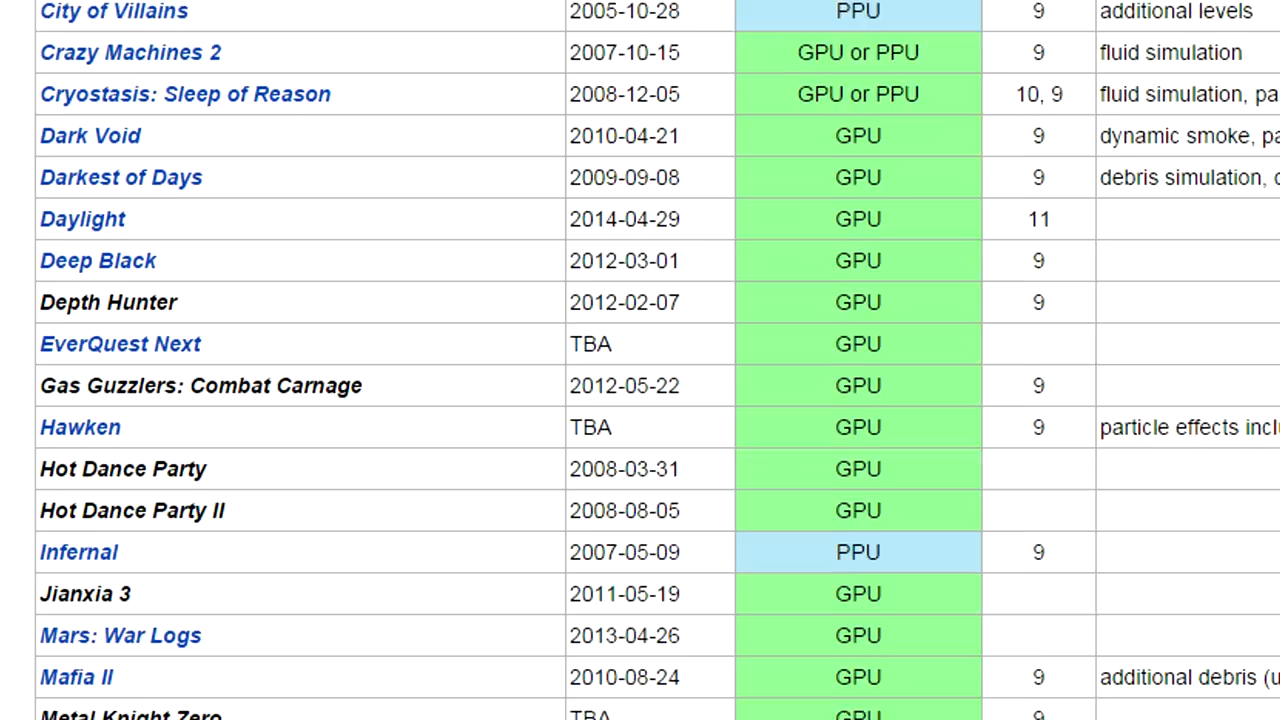 City of Villains 2005-10-28 PPU 9 additional levels
Crazy Machines 2 2007-10-15 GPU or PPU 9 fluid simulation
Cryostasis: Sleep of Reason 2008-12-05 GPU or PPU 10, 9 fluid simulation, pa
Dark Void 2010-04-21 GPU 9 dynamic smoke, pa
Darkest of Days 2009-09-08 GPU 9 debris simulation,
Daylight 2014-04-29 GPU 11
Deep Black 2012-03-01 GPU 9
Depth Hunter 2012-02-07 GPU 9
EverQuest Next TBA GPU
Gas Guzzlers: Combat Carnage 2012-05-22 GPU 9
Hawken TBA GPU 9 particle effects incl
Hot Dance Party 2008-03-31 GPU
Hot Dance Party II 2008-08-05 GPU
Infernal 2007-05-09 PPU 9
Jianxia 3 2011-05-19 GPU
Mars: War Logs 2013-04-26 GPU
Mafia II 2010-08-24 GPU 9 additional debris (u
Metal Knight Zero TBA GPU 9